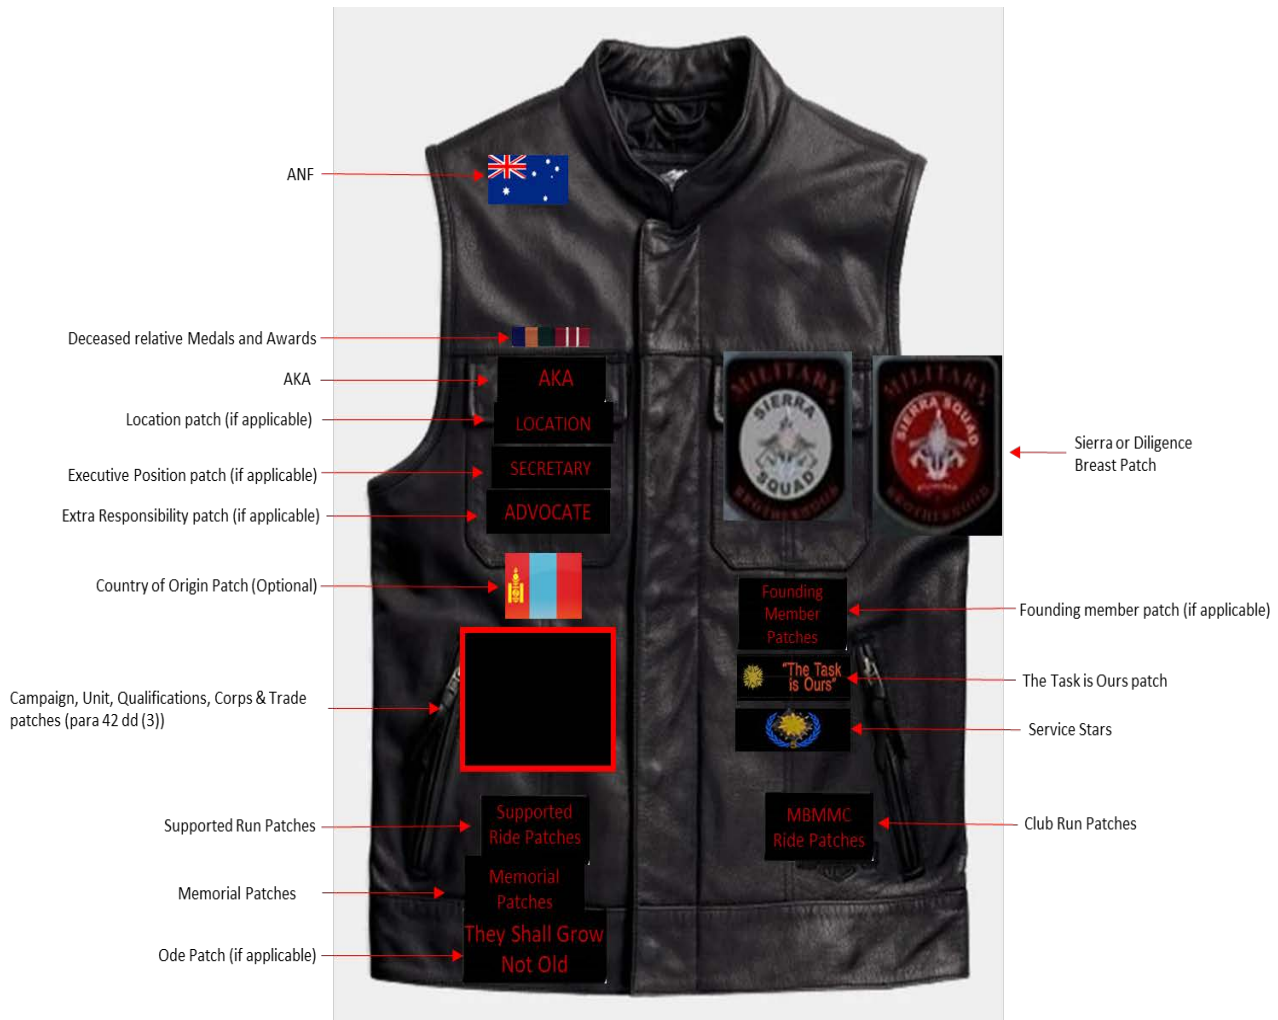 ANF
Deceased relative Medals and Awards
AKA
AKA
Location patch (if applicable)
LOCATION
Executive Position patch (if applicable)
SECRETARY
Extra Responsibility patch (if applicable)
ADVOCATE
Country of Origin Patch (Optional)
Campaign, Unit, Qualifications, Corps & Trade
patches (para 42 dd (3))
Supported Run Patches
Supported
Ride Patches
Memorial Patches
Memorial
Patches
Ode Patch (if applicable)
They Shall Grow
Not Old
MILITARY
SIERRA
SQUAD
BROTHERHOOD
MILITARY
SIERRA SQUAD
BROTHERHOOD
Sierra or Diligence
Breast Patch
Founding
Member
Patches
Founding member patch (if applicable)
"The Task
is Ours"
The Task is Ours patch
5
Service Stars
MBMMC
Ride Patches
Club Run Patches